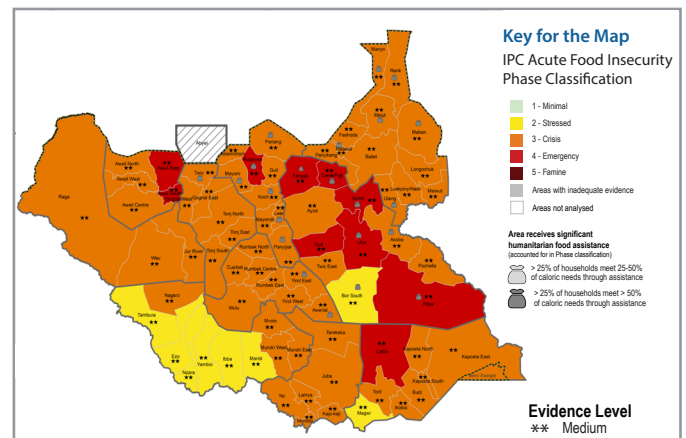 Key for the Map
IPC Acute Food Insecurity
Phase Classification
1 - Minimal
2 - Stressed
3 - Crisis
4 - Emergency
5 - Famine
Areas with inadequate evidence
Areas not analysed
Area receives significant
humanitarian food assistance
(accounted for in Phase classification)
> 25% of households meet 25-50%
of caloric needs through assistance
> 25% of households meet > 50%
of caloric needs through assistance
Evidence Level
** Medium
Manyo
Renk
Melut
Fashoda
Maban
Abyei
Pariang
Panyikang
Malakal
Baliet
Longochuk
Aweil North
Aweil East
Aweil West
Aweil Centre
Raga
Twic
Mayom
Rubkona
Guit
Fangak
Luakpiny/Nasir
Maiwut
Ulang
Nyirol
Gogrial East
Koch
Leer
Mayendit
Ayod
Tonj North
Tonj East
Tonj South
Jur River
Wau
Rumbek North
Panyijiar
Uror
Akobo
Duk
Twic East
Pochalla
Cueibet
Rumbek Centre
Rumbek East
Yirol East
Yirol West
Awerial
Wulu
Bor South
Pibor
Nagero
Tambura
Ezo
Nzara
Yambio
Ibba
Maridi
Mvolo
Mundri West
Mundri East
Terekeka
Lafon
Kapoeta North
Kapoeta East
Kapoeta South
Juba
Yei
Lainya
Morobo
Kajo-keji
Torit
Magwi
Ikotos
Budi